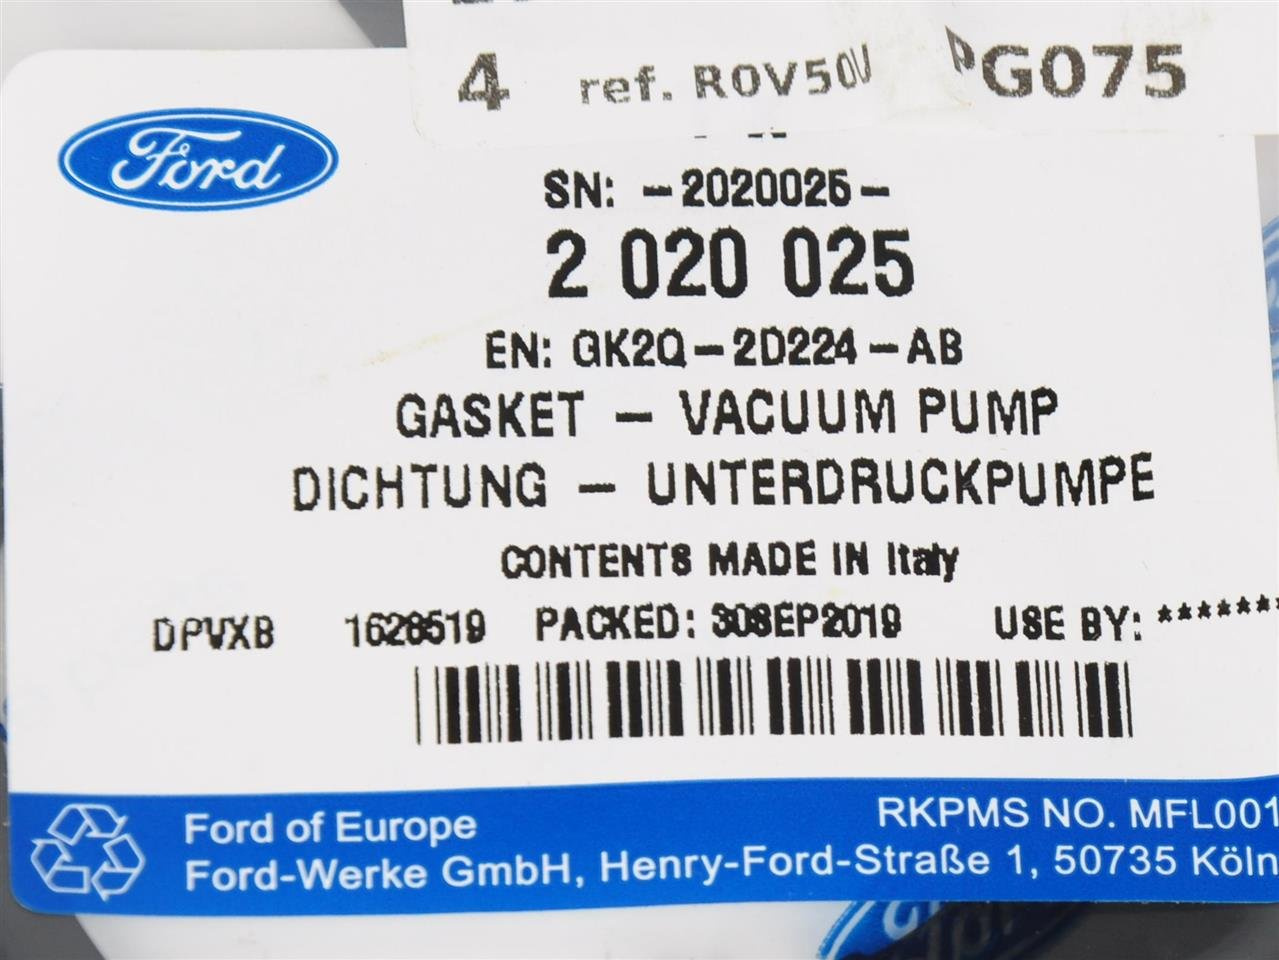 4 ref. R0V50U PG075
Ford
SN: -2020025-
2 020 025
EN: GK2Q-2D224-AB
GASKET - VACUUM PUMP
DICHTUNG - UNTERDRUCKPUMPE
CONTENTS MADE IN Italy
DPVXB 1628519 PACKED: 30SEP2019 USE BY: *******
Ford of Europe
RKPMS NO. MFL001
Ford-Werke GmbH, Henry-Ford-Straße 1, 50735 Köln